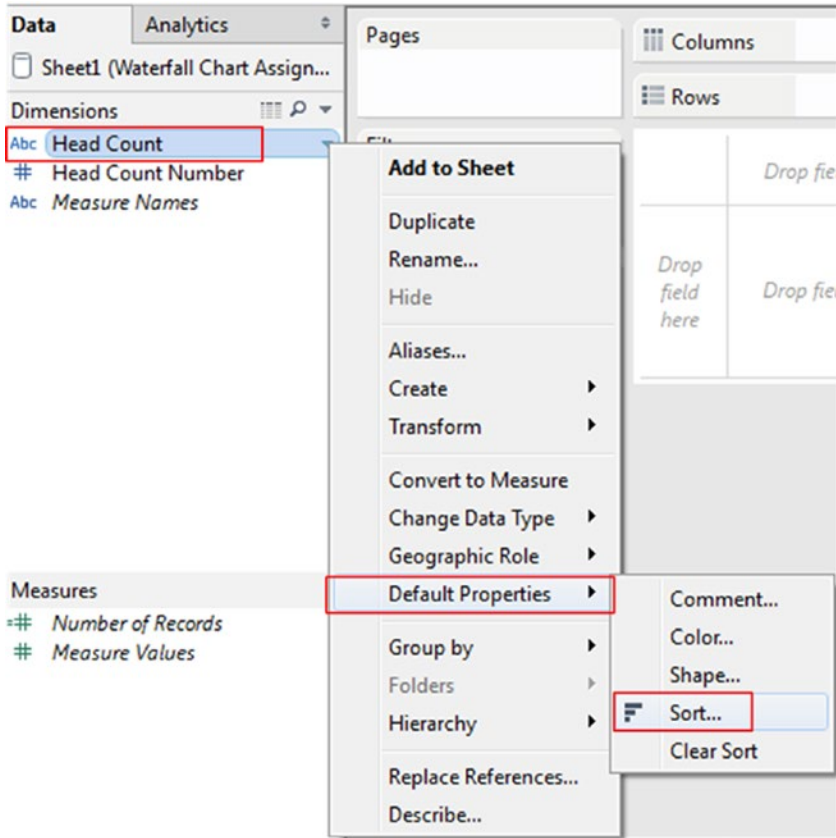 Data
Analytics
Sheet1 (Waterfall Chart Assign...
Dimensions
Abc Head Count
# Head Count Number
Abc Measure Names
Measures
=# Number of Records
# Measure Values
Pages
Columns
Rows
Drop field here
Add to Sheet
Duplicate
Rename...
Hide
Aliases...
Create
Transform
Convert to Measure
Change Data Type
Geographic Role
Default Properties
Group by
Folders
Hierarchy
Replace References...
Describe...
Comment...
Color...
Shape...
Sort...
Clear Sort